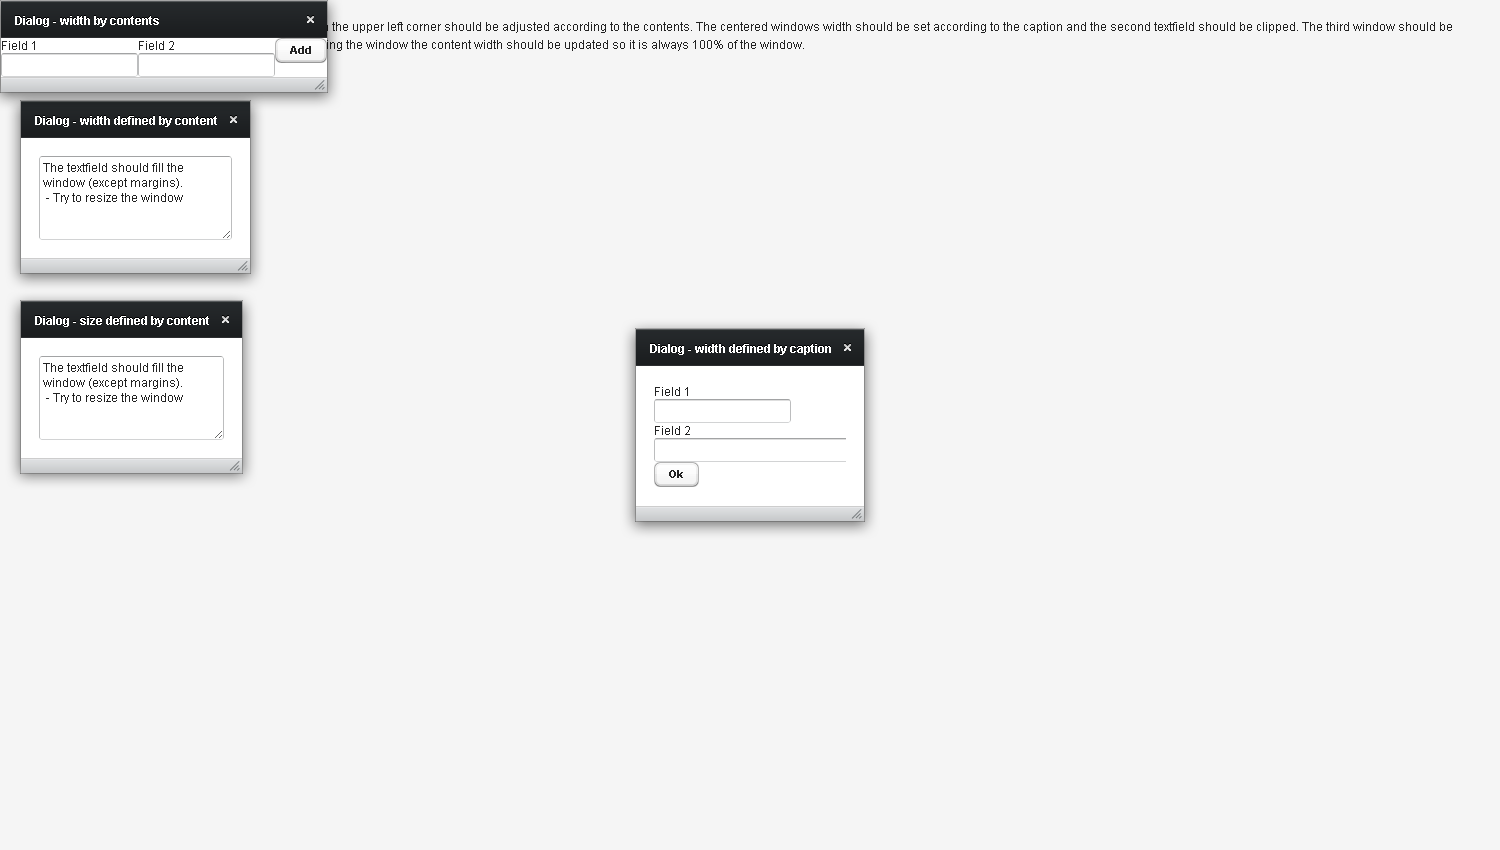 Dialog - width by contents
the upper left corner should be adjusted according to the contents. The centered windows width should be set according to the caption and the second textfield should be clipped. The third window should be
the window the content width should be updated so it is always 100% of the window.
Field 1 Field 2 Add
Dialog - width defined by content
The textfield should fill the
window (except margins).
- Try to resize the window
Dialog - size defined by content
The textfield should fill the
window (except margins).
- Try to resize the window
Dialog - width defined by caption
Field 1
Field 2
Ok